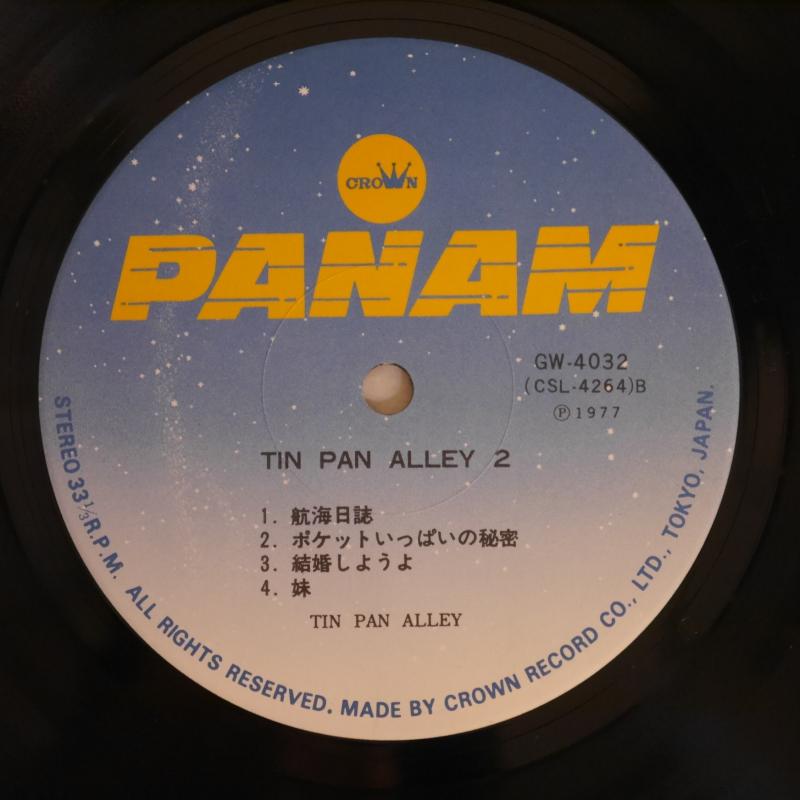 CROWN
PANAM
GW-4032
(CSL-4264)B
Ⓟ1977
TIN PAN ALLEY 2
1. 航海日誌
2. ポケットいっぱいの秘密
3. 結婚しようよ
4. 妹
TIN PAN ALLEY
STEREO 33⅓R.P.M. ALL RIGHTS RESERVED. MADE BY CROWN RECORD CO., LTD., TOKYO, JAPAN.